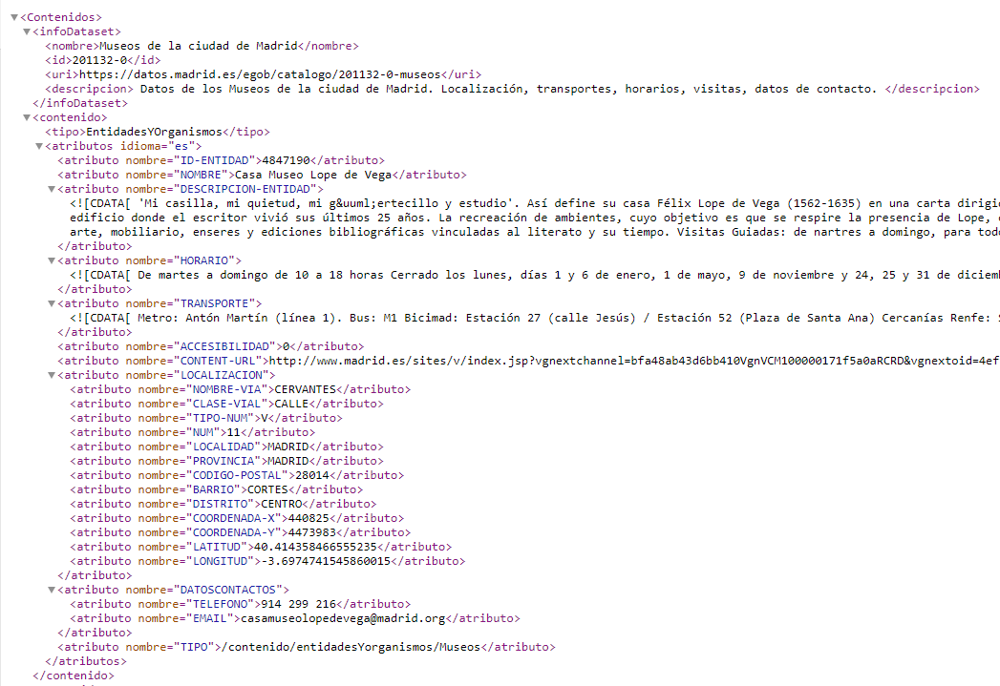 ▼<Contenidos>
▼<infoDataset>
<nombre>Museos de la ciudad de Madrid</nombre>
<id>201132-0</id>
<uri>https://datos.madrid.es/egob/catalogo/201132-0-museos</uri>
<descripcion> Datos de los Museos de la ciudad de Madrid. Localización, transportes, horarios, visitas, datos de contacto. </descripcion>
</infoDataset>
▼<contenido>
<tipo>EntidadesYOrganismos</tipo>
▼<atributos idioma="es">
<atributo nombre="ID-ENTIDAD">4847190</atributo>
<atributo nombre="NOMBRE">Casa Museo Lope de Vega</atributo>
▼<atributo nombre="DESCRIPCION-ENTIDAD">
<![CDATA[ 'Mi casilla, mi quietud, mi g&uuml;ertecillo y estudio'. Así define su casa Félix Lope de Vega (1562-1635) en una carta dirigi
edificio donde el escritor vivió sus últimos 25 años. La recreación de ambientes, cuyo objetivo es que se respire la presencia de Lope,
arte, mobiliario, enseres y ediciones bibliográficas vinculadas al literato y su tiempo. Visitas Guiadas: de nartres a domingo, para tod
</atributo>
▼<atributo nombre="HORARIO">
<![CDATA[ De martes a domingo de 10 a 18 horas Cerrado los lunes, días 1 y 6 de enero, 1 de mayo, 9 de noviembre y 24, 25 y 31 de diciem
</atributo>
▼<atributo nombre="TRANSPORTE">
<![CDATA[ Metro: Antón Martín (línea 1). Bus: M1 Bicimad: Estación 27 (calle Jesús) / Estación 52 (Plaza de Santa Ana) Cercanías Renfe:
</atributo>
<atributo nombre="ACCESIBILIDAD">0</atributo>
<atributo nombre="CONTENT-URL">http://www.madrid.es/sites/v/index.jsp?vgnextchannel=bfa48ab43d6bb410VgnVCM100000171f5a0aRCRD&vgnextoid=4ef
▼<atributo nombre="LOCALIZACION">
<atributo nombre="NOMBRE-VIA">CERVANTES</atributo>
<atributo nombre="CLASE-VIAL">CALLE</atributo>
<atributo nombre="TIPO-NUM">V</atributo>
<atributo nombre="NUM">11</atributo>
<atributo nombre="LOCALIDAD">MADRID</atributo>
<atributo nombre="PROVINCIA">MADRID</atributo>
<atributo nombre="CODIGO-POSTAL">28014</atributo>
<atributo nombre="BARRIO">CORTES</atributo>
<atributo nombre="DISTRITO">CENTRO</atributo>
<atributo nombre="COORDENADA-X">440825</atributo>
<atributo nombre="COORDENADA-Y">4473983</atributo>
<atributo nombre="LATITUD">40.414358466555235</atributo>
<atributo nombre="LONGITUD">-3.6974741545860015</atributo>
</atributo>
▼<atributo nombre="DATOSCONTACTOS">
<atributo nombre="TELEFONO">914 299 216</atributo>
<atributo nombre="EMAIL">casamuseolopedevega@madrid.org</atributo>
</atributo>
<atributo nombre="TIPO">/contenido/entidadesYorganismos/Museos</atributo>
</atributos>
</contenido>